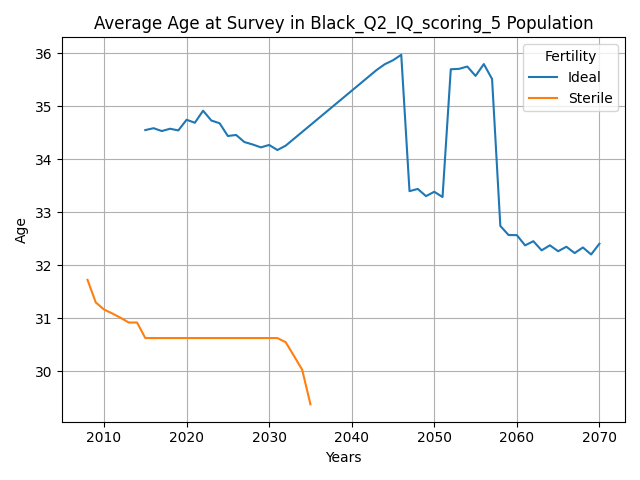 Average Age at Survey in Black_Q2_IQ_scoring_5 Population
Fertility
Ideal
Sterile
36
35
34
33
32
31
30
Age
2010 2020 2030 2040 2050 2060 2070
Years